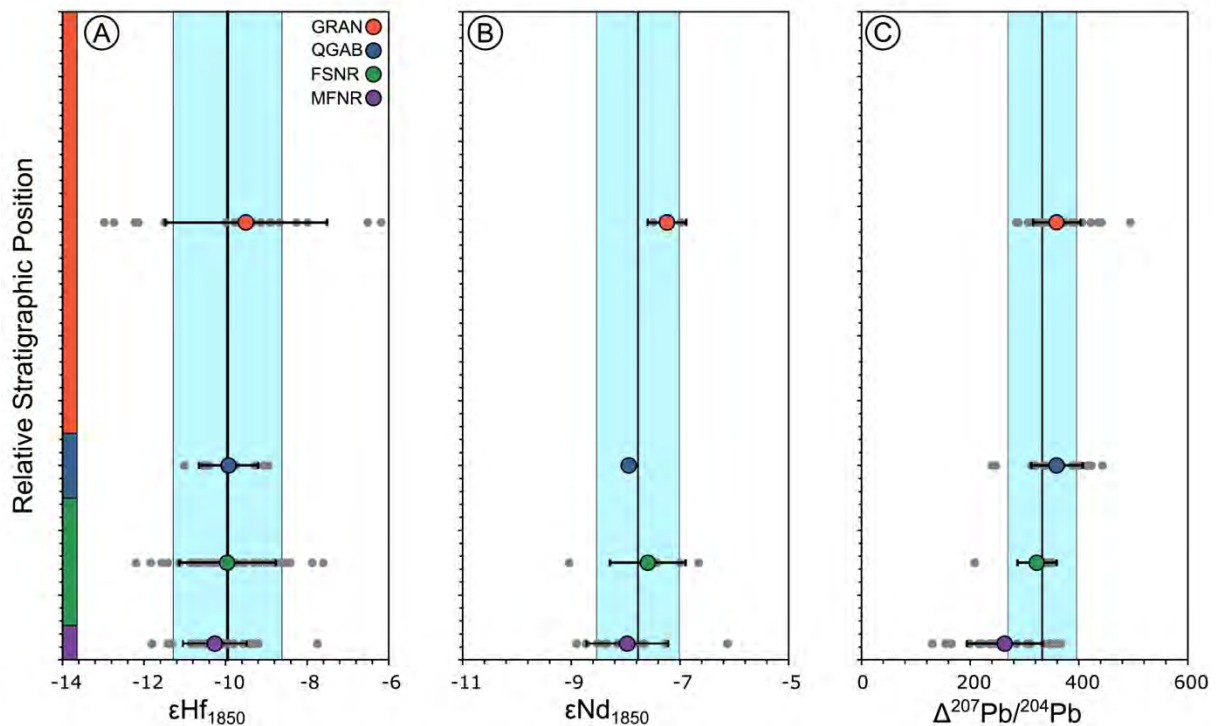 A
GRAN
QGAB
FSNR
MFNR
B
C
Relative Stratigraphic Position
-14 -12 -10 -8 -6
-11 -9 -7 -5
0 200 400 600
εHf₁₈₅₀
εNd₁₈₅₀
Δ²⁰⁷Pb/²⁰⁴Pb